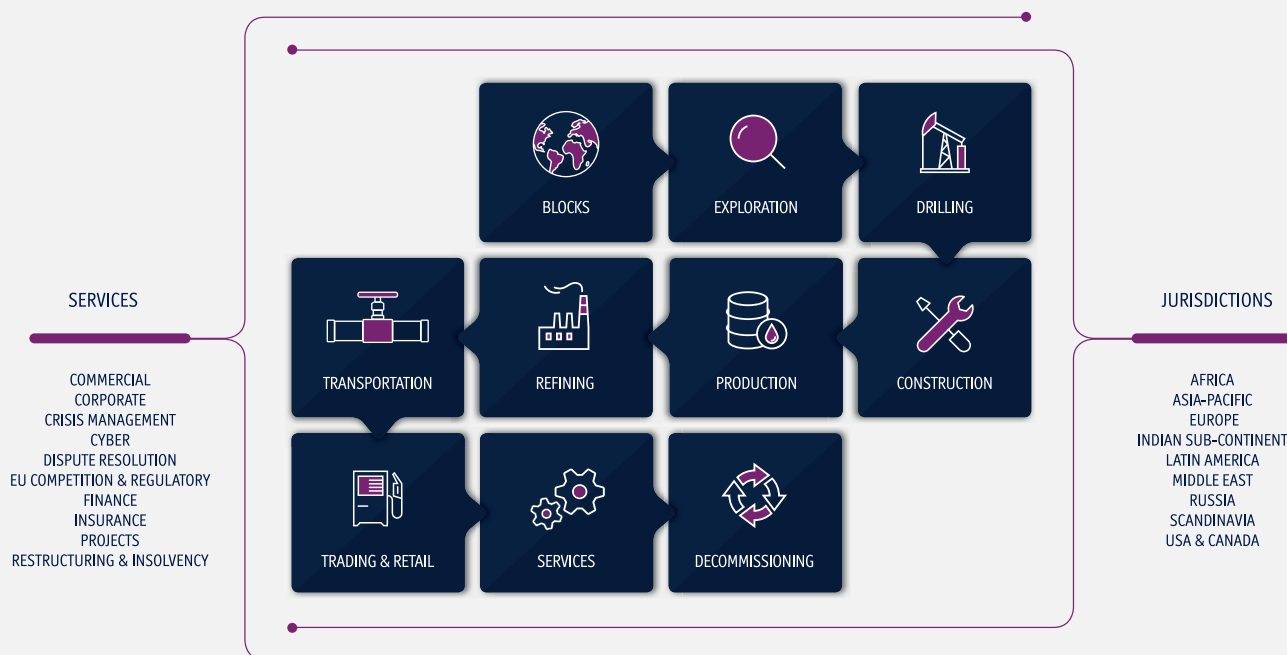 BLOCKS
EXPLORATION
DRILLING
SERVICES
JURISDICTIONS
TRANSPORTATION
REFINING
PRODUCTION
CONSTRUCTION
COMMERCIAL
CORPORATE
CRISIS MANAGEMENT
CYBER
DISPUTE RESOLUTION
EU COMPETITION & REGULATORY
FINANCE
INSURANCE
PROJECTS
RESTRUCTURING & INSOLVENCY
AFRICA
ASIA-PACIFIC
EUROPE
INDIAN SUB-CONTINENT
LATIN AMERICA
MIDDLE EAST
RUSSIA
SCANDINAVIA
USA & CANADA
TRADING & RETAIL
SERVICES
DECOMMISSIONING